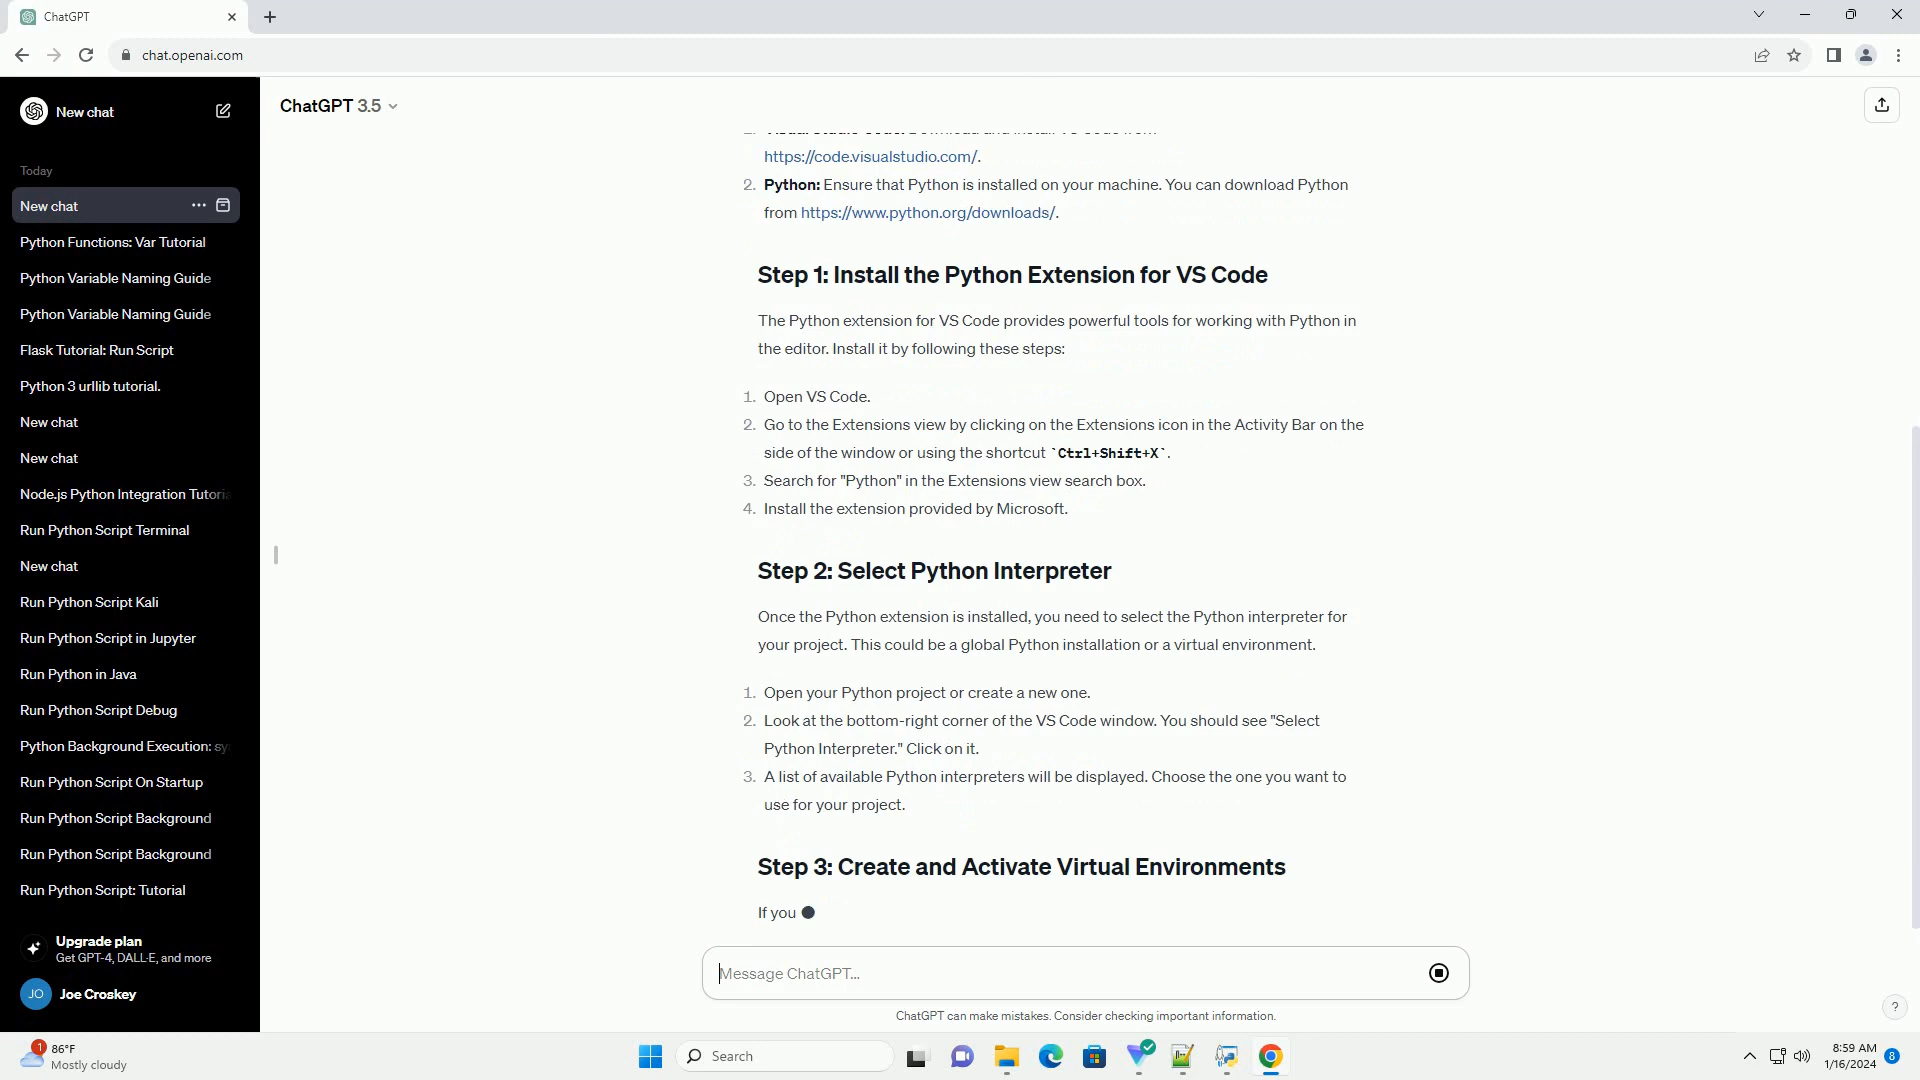 ChatGPT
chat.openai.com
New chat
ChatGPT 3.5
Today
New chat
Python Functions: Var Tutorial
Python Variable Naming Guide
Python Variable Naming Guide
Flask Tutorial: Run Script
Python 3 urllib tutorial.
New chat
New chat
Node.js Python Integration Tutoria
Run Python Script Terminal
New chat
Run Python Script Kali
Run Python Script in Jupyter
Run Python in Java
Run Python Script Debug
Python Background Execution: sy
Run Python Script On Startup
Run Python Script Background
Run Python Script Background
Run Python Script: Tutorial
Upgrade plan
Get GPT-4, DALL·E, and more
JO
Joe Croskey
https://code.visualstudio.com/.
2. Python: Ensure that Python is installed on your machine. You can download Python
from https://www.python.org/downloads/.
Step 1: Install the Python Extension for VS Code
The Python extension for VS Code provides powerful tools for working with Python in
the editor. Install it by following these steps:
1. Open VS Code.
2. Go to the Extensions view by clicking on the Extensions icon in the Activity Bar on the
side of the window or using the shortcut `Ctrl+Shift+X`.
3. Search for "Python" in the Extensions view search box.
4. Install the extension provided by Microsoft.
Step 2: Select Python Interpreter
Once the Python extension is installed, you need to select the Python interpreter for
your project. This could be a global Python installation or a virtual environment.
1. Open your Python project or create a new one.
2. Look at the bottom-right corner of the VS Code window. You should see "Select
Python Interpreter." Click on it.
3. A list of available Python interpreters will be displayed. Choose the one you want to
use for your project.
Step 3: Create and Activate Virtual Environments
If you
Message ChatGPT...
ChatGPT can make mistakes. Consider checking important information.
?
1
86°F
Mostly cloudy
Search
8:59 AM
1/16/2024
8